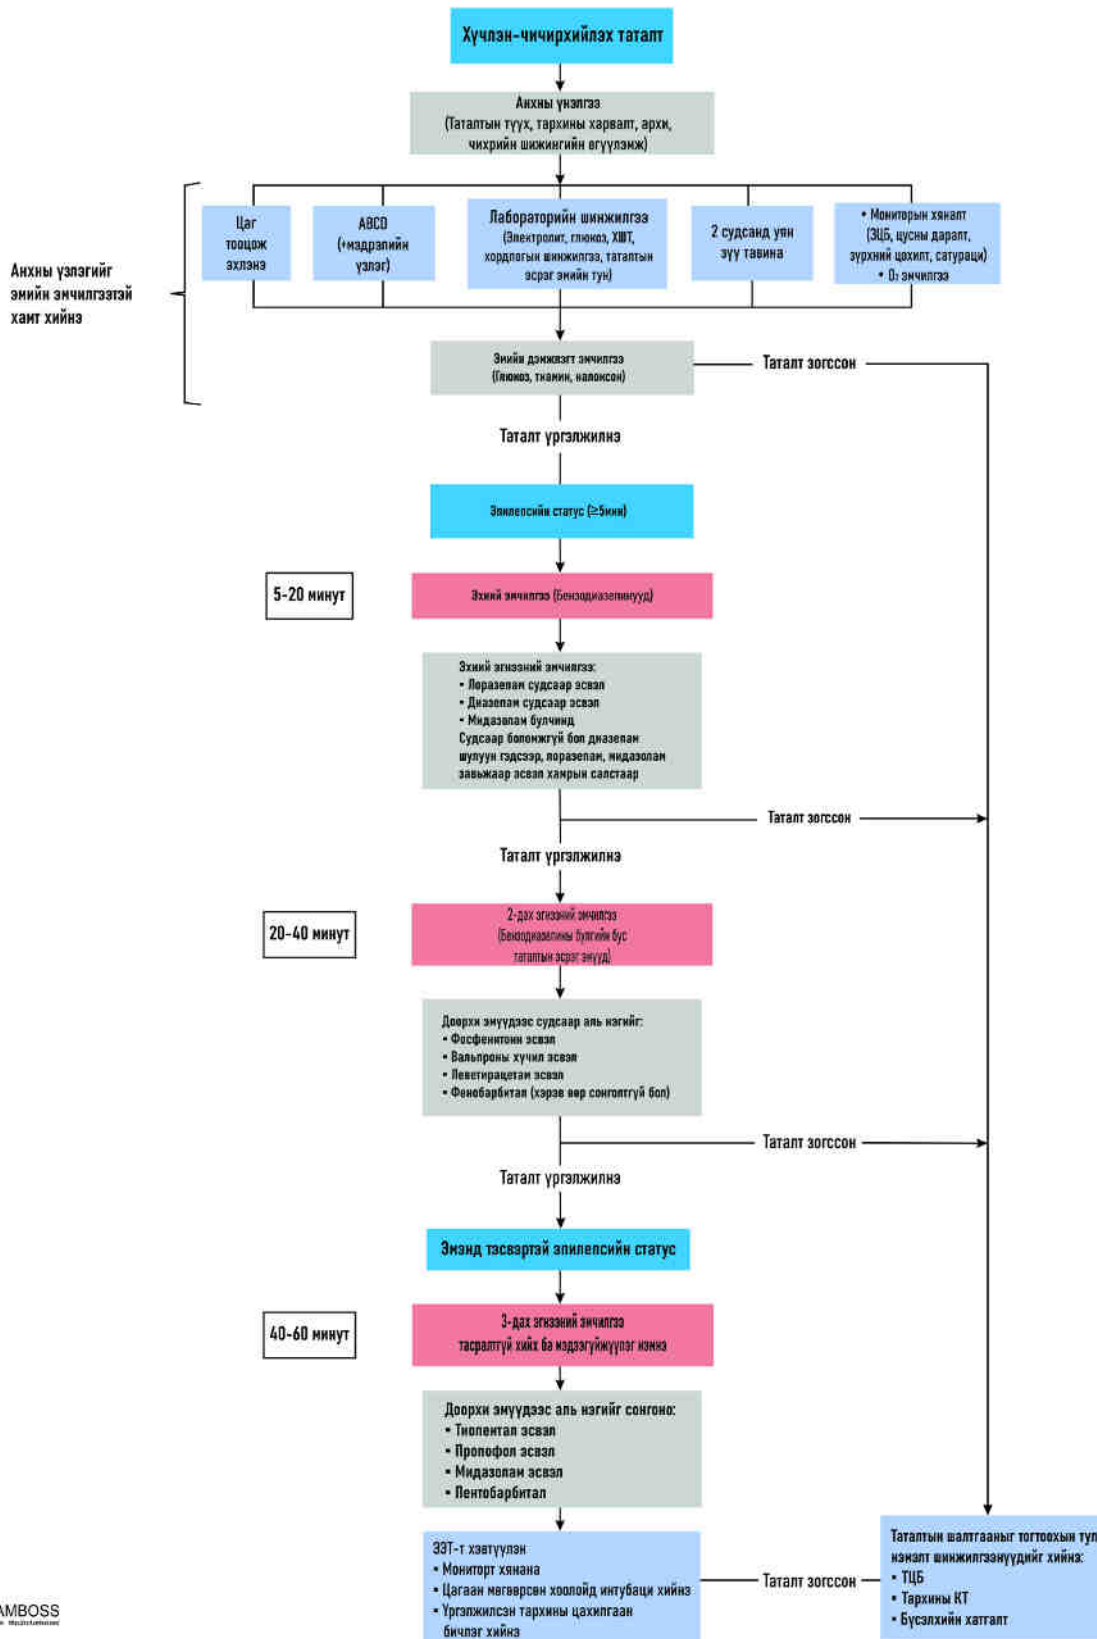 Хүчлэн-чичирхийлэх таталт
Анхны үнэлгээ
(Таталтын түүх, тархины харвалт, архи,
чихрийн шижингийн өгүүлэмж)
Анхны үзлэгийг
эмийн эмчилгээтэй
хамт хийнэ
Цаг
тооцож
эхлэнэ
ABCD
(+мэдрэлийн
үзлэг)
Лабораторийн шинжилгээ
(Электролит, глюкоз, ХШТ,
хордлогын шинжилгээ, таталтын
эсрэг эмийн тун)
2 судсанд уян
зүү тавина
• Мониторын хяналт
(ЗЦБ, цусны даралт,
зүрхний цохилт, сатураци)
• O₂ эмчилгээ
Эмийн дэмжлэгт эмчилгээ
(Глюкоз, тиамин, налоксон)
Таталт зогссон
Таталт үргэлжилнэ
Эпилепсийн статус (≥5мин)
5-20 минут
Эхний эмчилгээ (Бензодиазепинууд)
Эхний эгнээний эмчилгээ:
▪ Лоразепам судсаар эсвэл
▪ Диазепам судсаар эсвэл
▪ Мидазолам булчинд
Судсаар боломжгүй бол диазепам
шулуун гэдсээр, лоразепам, мидазолам
завьжаар эсвэл хамрын салстаар
Таталт зогссон
Таталт үргэлжилнэ
20-40 минут
2-дах эгнээний эмчилгээ
(Бензодиазепины бүлгийн бус
таталтын эсрэг эмүүд)
Доорхи эмүүдээс судсаар аль нэгийг:
▪ Фосфенитоин эсвэл
▪ Вальпроны хүчил эсвэл
▪ Леветирацетам эсвэл
▪ Фенобарбитал (хэрэв өөр сонголтгүй бол)
Таталт зогссон
Таталт үргэлжилнэ
Эмэнд тэсвэртэй эпилепсийн статус
40-60 минут
3-дах эгнээний эмчилгээ
тасралтгүй хийх ба мэдээгүйжүүлэг нэмнэ
Доорхи эмүүдээс аль нэгийг сонгоно:
▪ Тиопентал эсвэл
▪ Пропофол эсвэл
▪ Мидазолам эсвэл
▪ Пентобарбитал
ЭЭТ-т хэвтүүлэн
▪ Мониторт хянана
▪ Цагаан мөгөөрсөн хоолойд интубаци хийнэ
▪ Үргэлжилсэн тархины цахилгаан
бичлэг хийнэ
Таталт зогссон
Таталтын шалтгааныг тогтоохын тул
нэмэлт шинжилгээнүүдийг хийнэ:
▪ ТЦБ
▪ Тархины КТ
▪ Бүсэлхийн хатгалт
AMBOSS